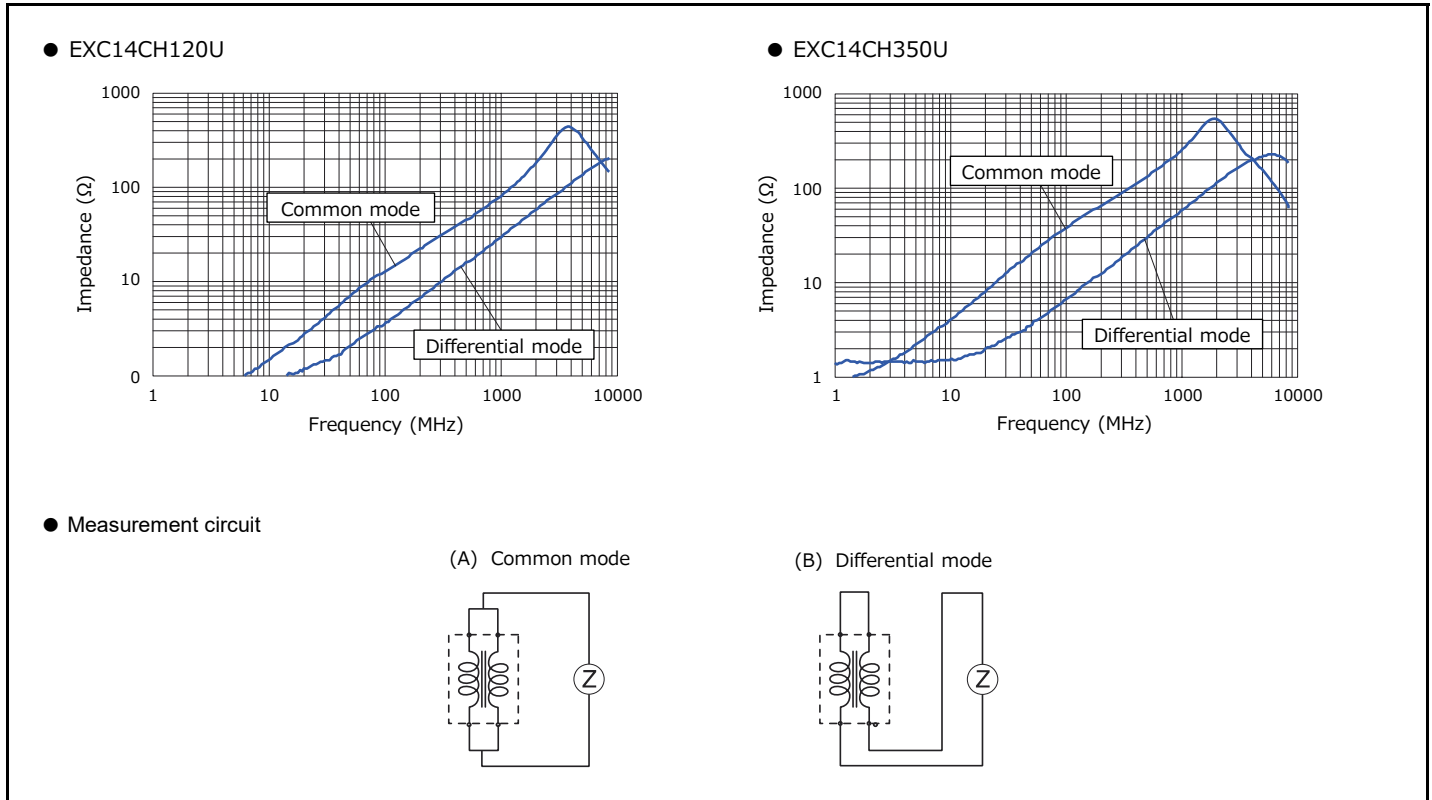 ● EXC14CH120U
1000
100
10
0
Impedance (Ω)
Common mode
Differential mode
1 10 100 1000 10000
Frequency (MHz)
● EXC14CH350U
1000
100
10
1
Impedance (Ω)
Common mode
Differential mode
1 10 100 1000 10000
Frequency (MHz)
● Measurement circuit
(A) Common mode
Z
(B) Differential mode
Z